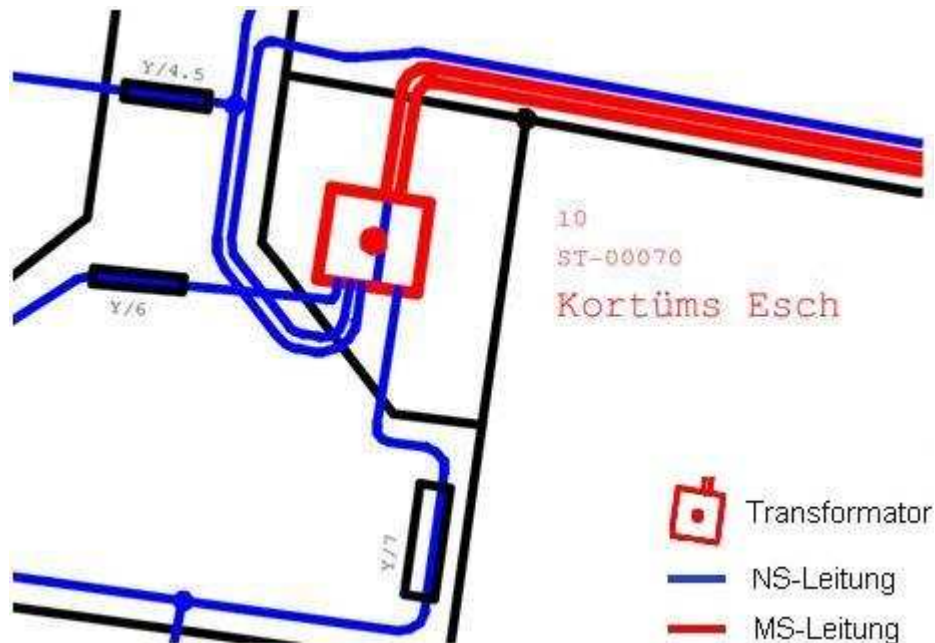 Y/4.5
10
ST-00070
Kortüms Esch
Y/6
Y/7
Transformator
NS-Leitung
MS-Leitung